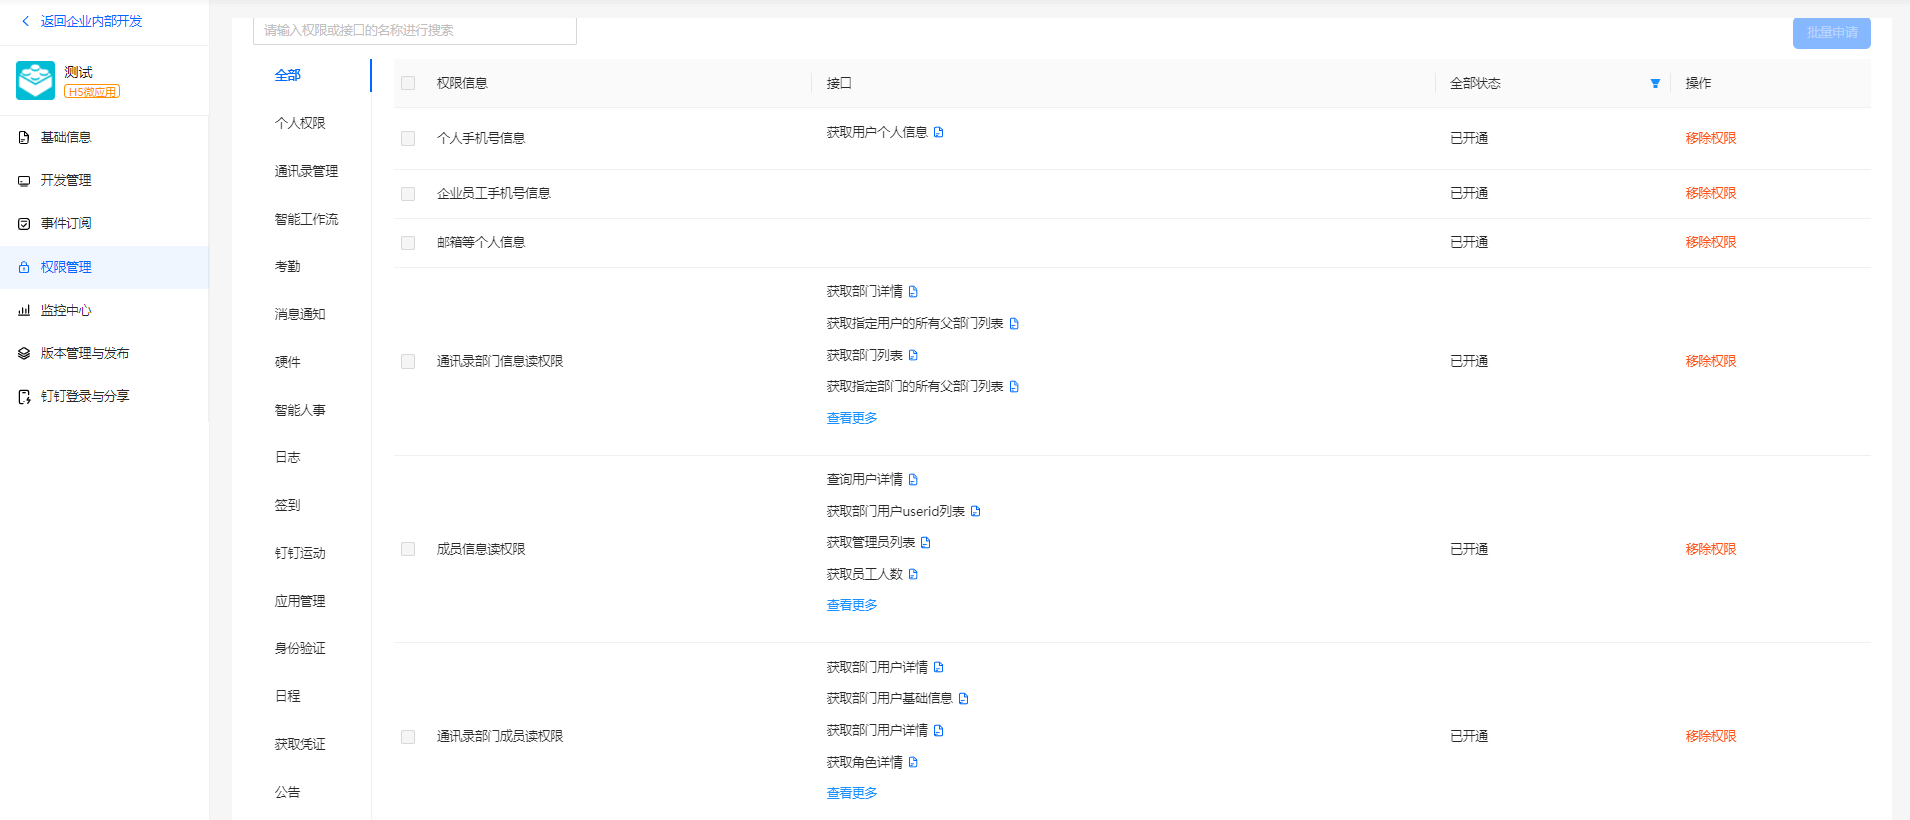 返回企业内部开发
测试
H5微应用
基础信息
开发管理
事件订阅
权限管理
监控中心
版本管理与发布
钉钉登录与分享
请输入权限或接口的名称进行搜索
批量申请
全部
个人权限
通讯录管理
智能工作流
考勤
消息通知
硬件
智能人事
日志
签到
钉钉运动
应用管理
身份验证
日程
获取凭证
公告
权限信息 接口 全部状态 操作
个人手机号信息 获取用户个人信息 已开通 移除权限
企业员工手机号信息 已开通 移除权限
邮箱等个人信息 已开通 移除权限
获取部门详情
获取指定用户的所有父部门列表
获取部门列表
通讯录部门信息读权限 已开通 移除权限
获取指定部门的所有父部门列表
查看更多
查询用户详情
获取部门用户userid列表
获取管理员列表
成员信息读权限 已开通 移除权限
获取员工人数
查看更多
获取部门用户详情
获取部门用户基础信息
获取部门用户详情
通讯录部门成员读权限 已开通 移除权限
获取角色详情
查看更多